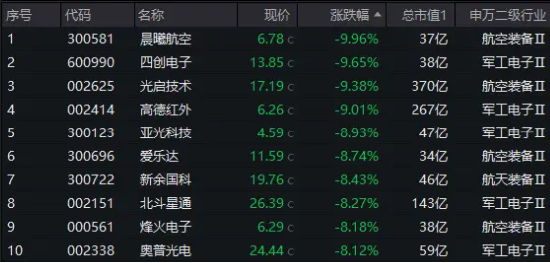 序号 代码 名称 现价 涨跌幅 总市值1 申万二级行业
1 300581 晨曦航空 6.78 C -9.96% 37亿 航空装备Ⅱ
2 600990 四创电子 13.85 C -9.65% 38亿 军工电子Ⅱ
3 002625 光启技术 17.19 C -9.38% 370亿 航空装备Ⅱ
4 002414 高德红外 6.26 C -9.01% 267亿 军工电子Ⅱ
5 300123 亚光科技 4.59 C -8.93% 47亿 军工电子Ⅱ
6 300696 爱乐达 11.59 C -8.74% 34亿 航空装备Ⅱ
7 300722 新余国科 19.76 C -8.43% 46亿 航天装备Ⅱ
8 002151 北斗星通 26.39 C -8.27% 143亿 军工电子Ⅱ
9 000561 烽火电子 6.29 C -8.18% 38亿 军工电子Ⅱ
10 002338 奥普光电 24.44 C -8.12% 59亿 军工电子Ⅱ